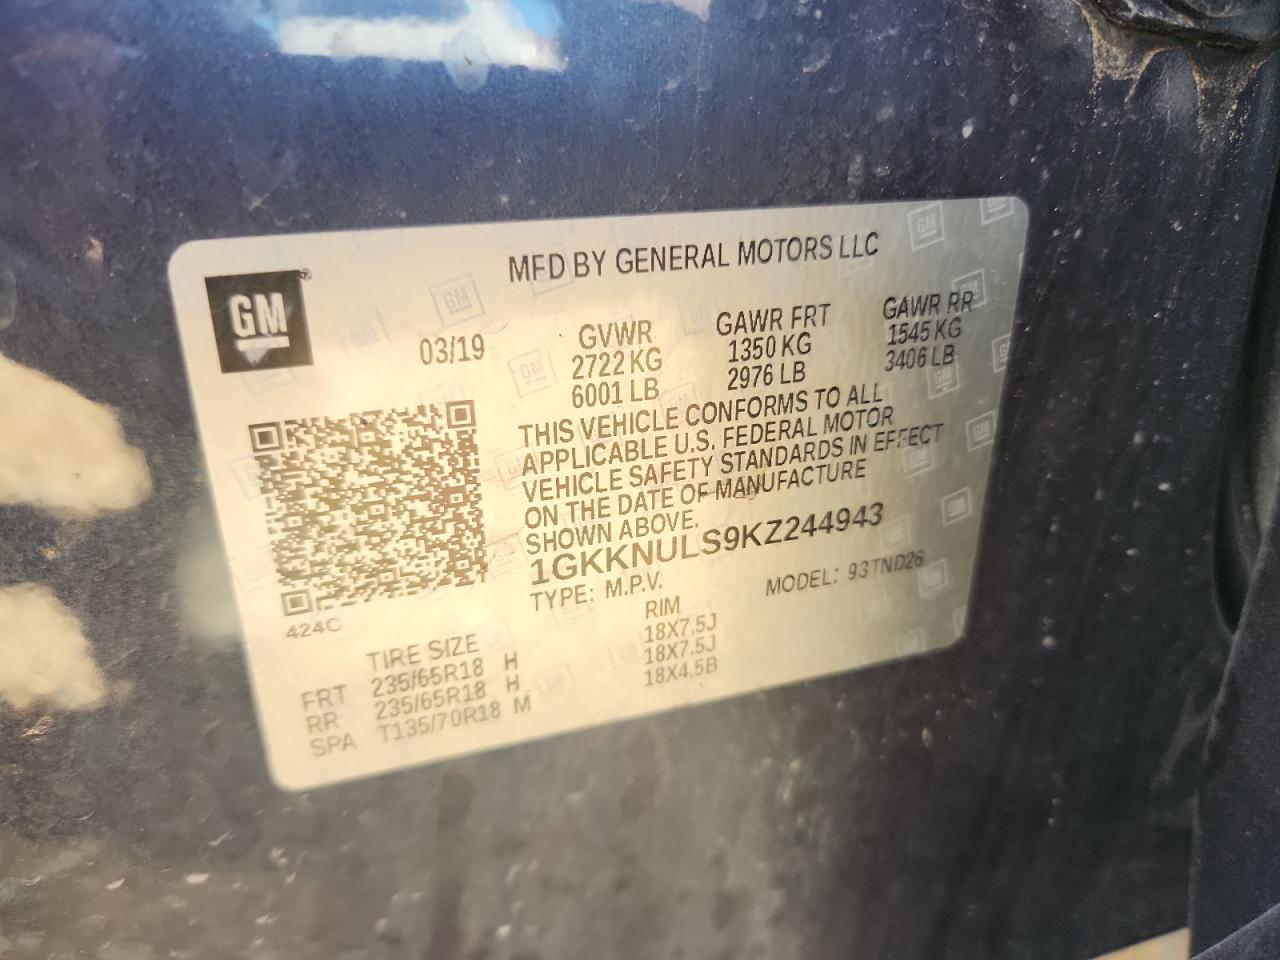 MFD BY GENERAL MOTORS LLC
GM
®
03/19
GVWR
2722 KG
6001 LB
GAWR FRT
1350 KG
2976 LB
GAWR RR
1545 KG
3406 LB
THIS VEHICLE CONFORMS TO ALL
APPLICABLE U.S. FEDERAL MOTOR
VEHICLE SAFETY STANDARDS IN EFFECT
ON THE DATE OF MANUFACTURE
SHOWN ABOVE.
1GKKNULS9KZ244943
TYPE: M.P.V. MODEL: 93TND26
424C
TIRE SIZE RIM
FRT 235/65R18 H 18X7.5J
RR 235/65R18 H 18X7.5J
SPA T135/70R18 M 18X4.5B